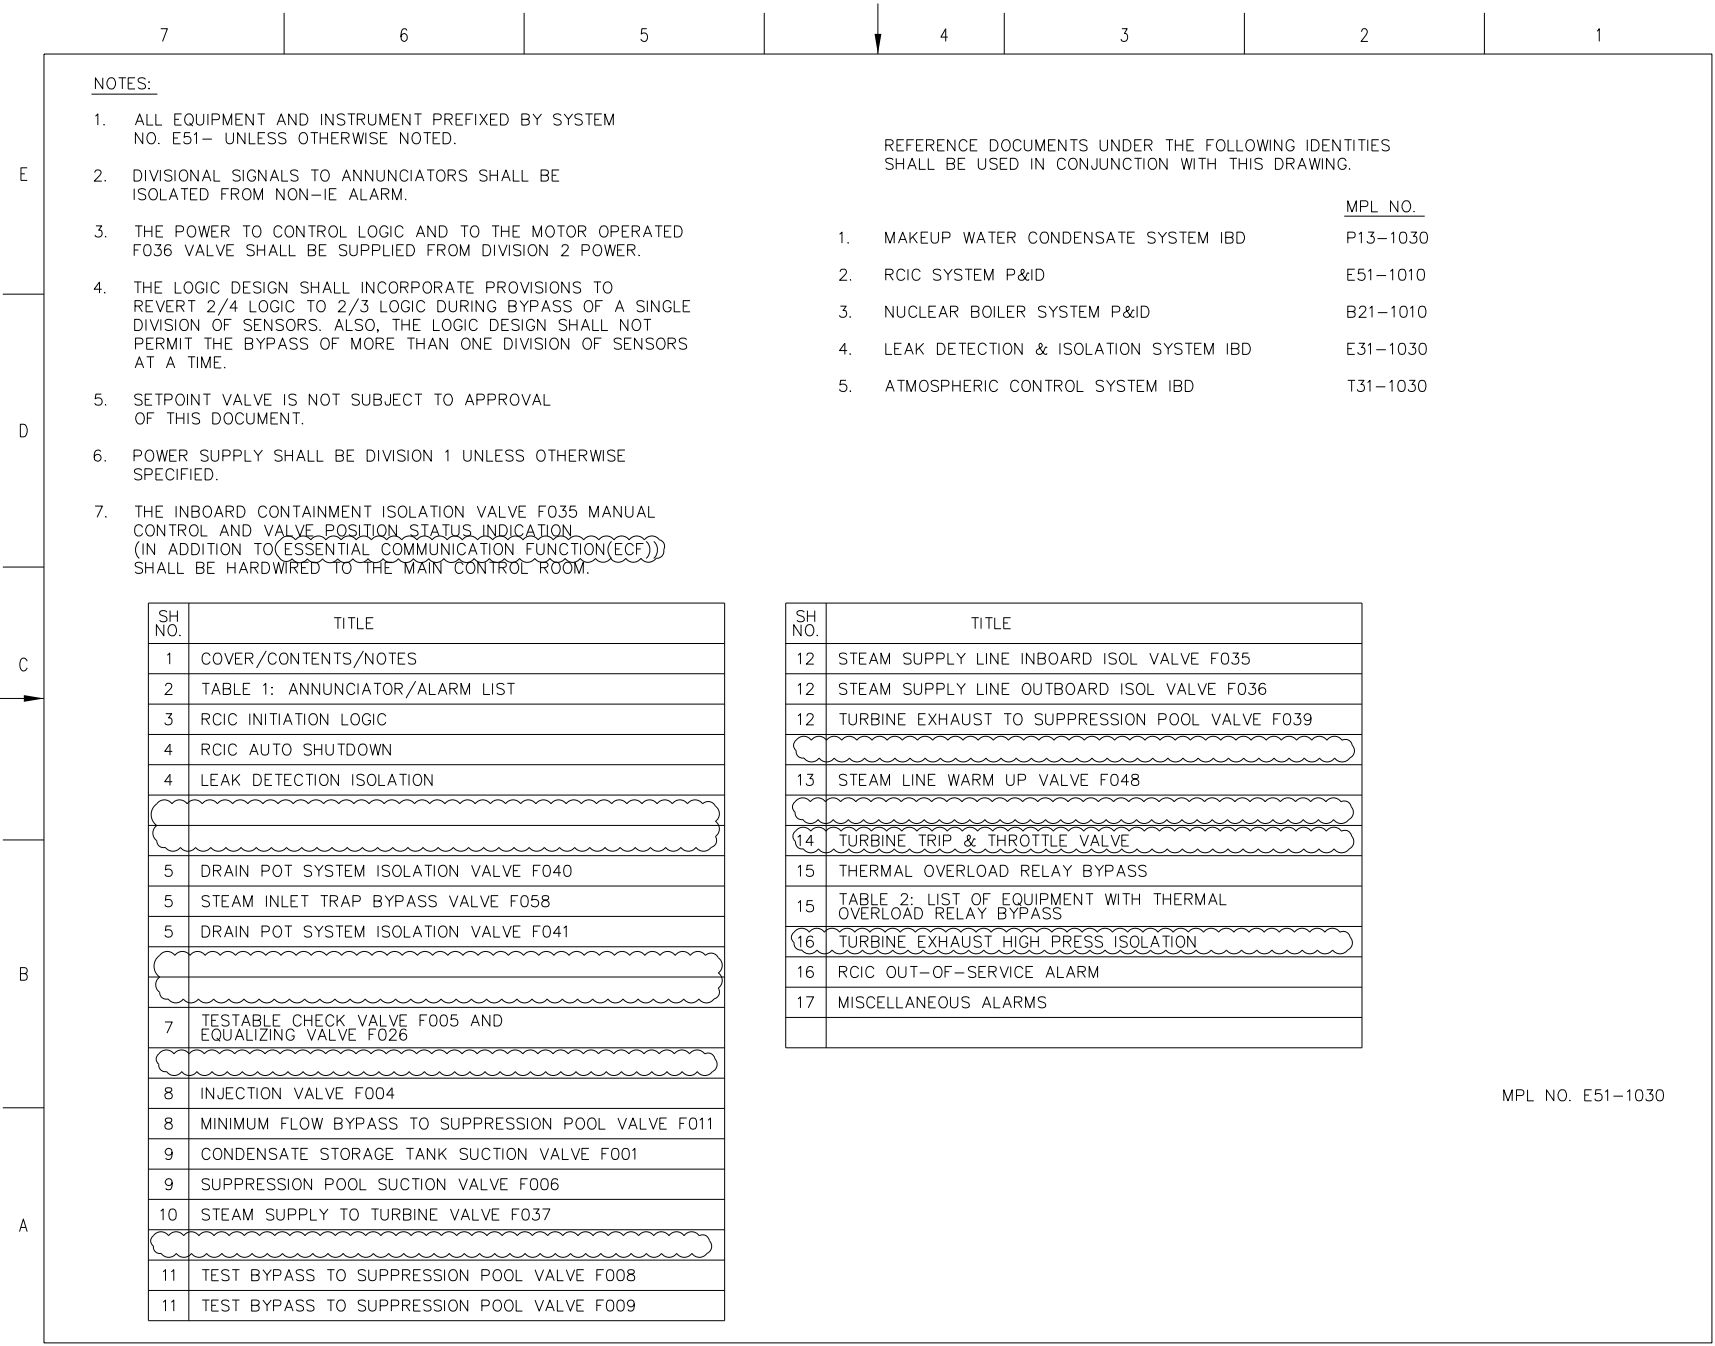 7 6 5 4 3 2 1
NOTES:
1. ALL EQUIPMENT AND INSTRUMENT PREFIXED BY SYSTEM
NO. E51- UNLESS OTHERWISE NOTED.
2. DIVISIONAL SIGNALS TO ANNUNCIATORS SHALL BE
ISOLATED FROM NON-IE ALARM.
3. THE POWER TO CONTROL LOGIC AND TO THE MOTOR OPERATED
F036 VALVE SHALL BE SUPPLIED FROM DIVISION 2 POWER.
4. THE LOGIC DESIGN SHALL INCORPORATE PROVISIONS TO
REVERT 2/4 LOGIC TO 2/3 LOGIC DURING BYPASS OF A SINGLE
DIVISION OF SENSORS. ALSO, THE LOGIC DESIGN SHALL NOT
PERMIT THE BYPASS OF MORE THAN ONE DIVISION OF SENSORS
AT A TIME.
5. SETPOINT VALVE IS NOT SUBJECT TO APPROVAL
OF THIS DOCUMENT.
6. POWER SUPPLY SHALL BE DIVISION 1 UNLESS OTHERWISE
SPECIFIED.
7. THE INBOARD CONTAINMENT ISOLATION VALVE F035 MANUAL
CONTROL AND VALVE POSITION STATUS INDICATION
(IN ADDITION TO ESSENTIAL COMMUNICATION FUNCTION(ECF))
SHALL BE HARDWIRED TO THE MAIN CONTROL ROOM.
REFERENCE DOCUMENTS UNDER THE FOLLOWING IDENTITIES
SHALL BE USED IN CONJUNCTION WITH THIS DRAWING.
MPL NO.
1. MAKEUP WATER CONDENSATE SYSTEM IBD P13-1030
2. RCIC SYSTEM P&ID E51-1010
3. NUCLEAR BOILER SYSTEM P&ID B21-1010
4. LEAK DETECTION & ISOLATION SYSTEM IBD E31-1030
5. ATMOSPHERIC CONTROL SYSTEM IBD T31-1030
E
D
C
B
A
SH
NO. TITLE
1 COVER/CONTENTS/NOTES
2 TABLE 1: ANNUNCIATOR/ALARM LIST
3 RCIC INITIATION LOGIC
4 RCIC AUTO SHUTDOWN
4 LEAK DETECTION ISOLATION
5 DRAIN POT SYSTEM ISOLATION VALVE F040
5 STEAM INLET TRAP BYPASS VALVE F058
5 DRAIN POT SYSTEM ISOLATION VALVE F041
7 TESTABLE CHECK VALVE F005 AND
EQUALIZING VALVE F026
8 INJECTION VALVE F004
8 MINIMUM FLOW BYPASS TO SUPPRESSION POOL VALVE F011
9 CONDENSATE STORAGE TANK SUCTION VALVE F001
9 SUPPRESSION POOL SUCTION VALVE F006
10 STEAM SUPPLY TO TURBINE VALVE F037
11 TEST BYPASS TO SUPPRESSION POOL VALVE F008
11 TEST BYPASS TO SUPPRESSION POOL VALVE F009
SH
NO. TITLE
12 STEAM SUPPLY LINE INBOARD ISOL VALVE F035
12 STEAM SUPPLY LINE OUTBOARD ISOL VALVE F036
12 TURBINE EXHAUST TO SUPPRESSION POOL VALVE F039
13 STEAM LINE WARM UP VALVE F048
14 TURBINE TRIP & THROTTLE VALVE
15 THERMAL OVERLOAD RELAY BYPASS
15 TABLE 2: LIST OF EQUIPMENT WITH THERMAL
OVERLOAD RELAY BYPASS
16 TURBINE EXHAUST HIGH PRESS ISOLATION
16 RCIC OUT-OF-SERVICE ALARM
17 MISCELLANEOUS ALARMS
MPL NO. E51-1030